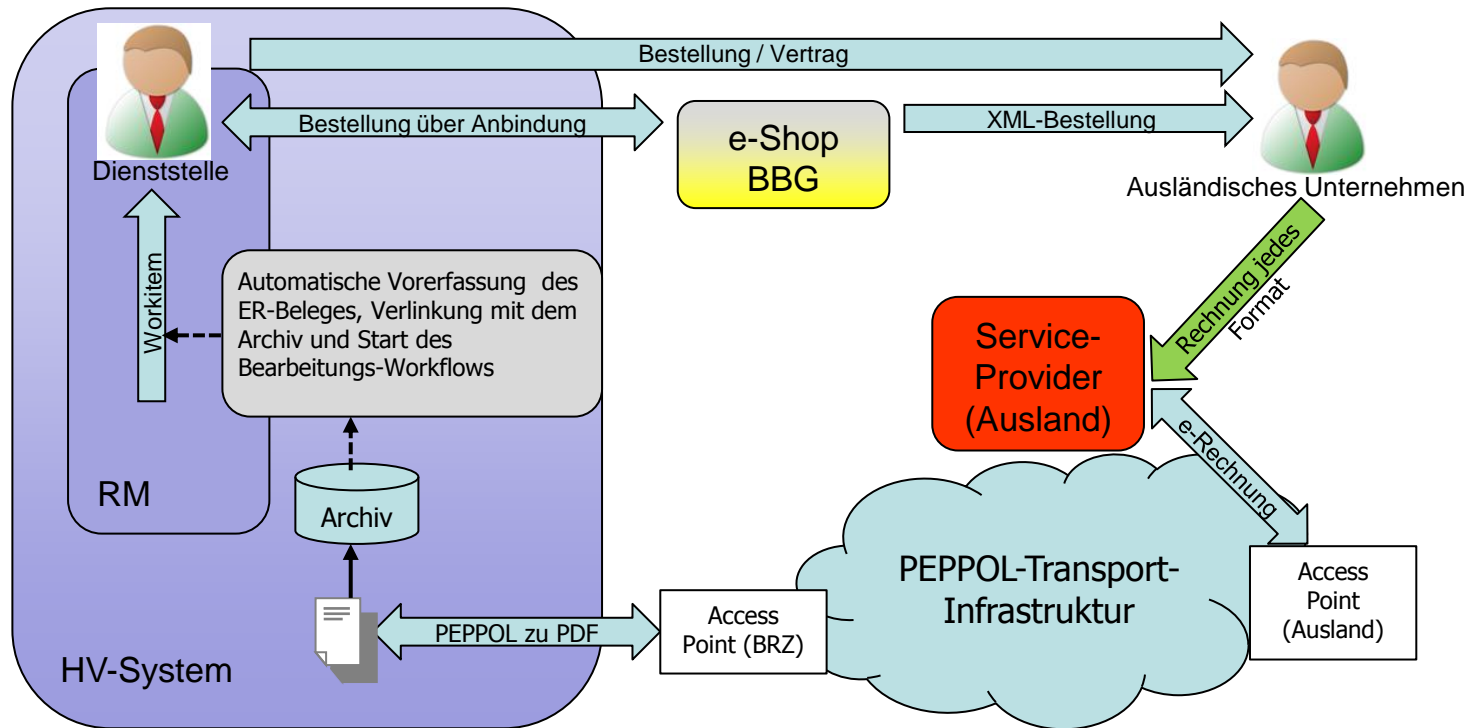 Bestellung / Vertrag
Bestellung über Anbindung
e-Shop
BBG
XML-Bestellung
Dienststelle
Ausländisches Unternehmen
Workitem
Automatische Vorerfassung des
ER-Beleges, Verlinkung mit dem
Archiv und Start des
Bearbeitungs-Workflows
Rechnung jedes
Format
Service-
Provider
(Ausland)
e-Rechnung
RM
Archiv
PEPPOL-Transport-
Infrastruktur
Access
Point
(Ausland)
PEPPOL zu PDF
Access
Point (BRZ)
HV-System